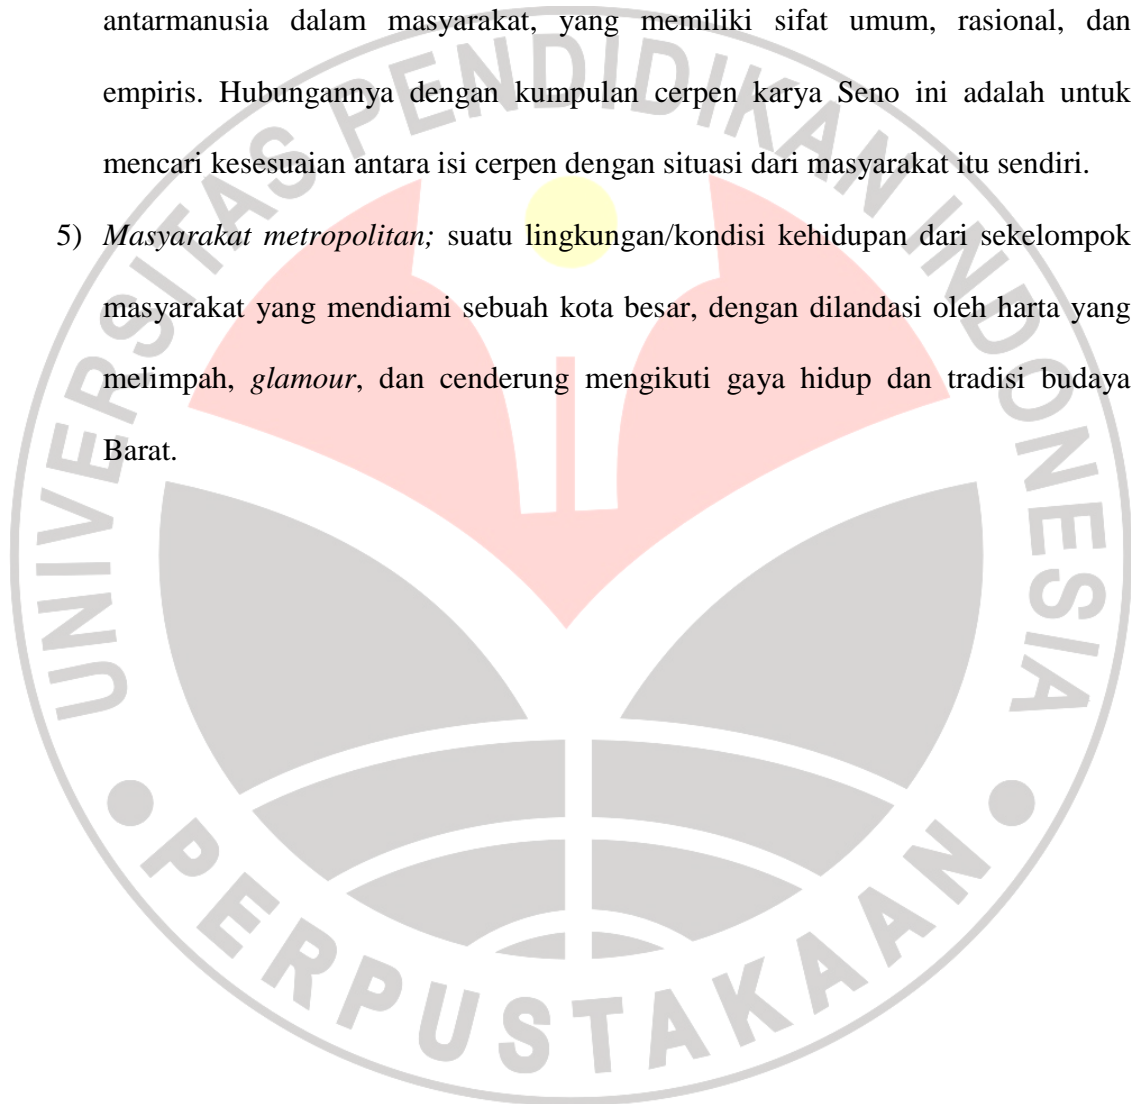 antarmanusia dalam masyarakat, yang memiliki sifat umum, rasional, dan
empiris. Hubungannya dengan kumpulan cerpen karya Seno ini adalah untuk
mencari kesesuaian antara isi cerpen dengan situasi dari masyarakat itu sendiri.
5) Masyarakat metropolitan; suatu lingkungan/kondisi kehidupan dari sekelompok
masyarakat yang mendiami sebuah kota besar, dengan dilandasi oleh harta yang
melimpah, glamour, dan cenderung mengikuti gaya hidup dan tradisi budaya
Barat.
UNIVERSITAS PENDIDIKAN INDONESIA
PERPUSTAKAAN